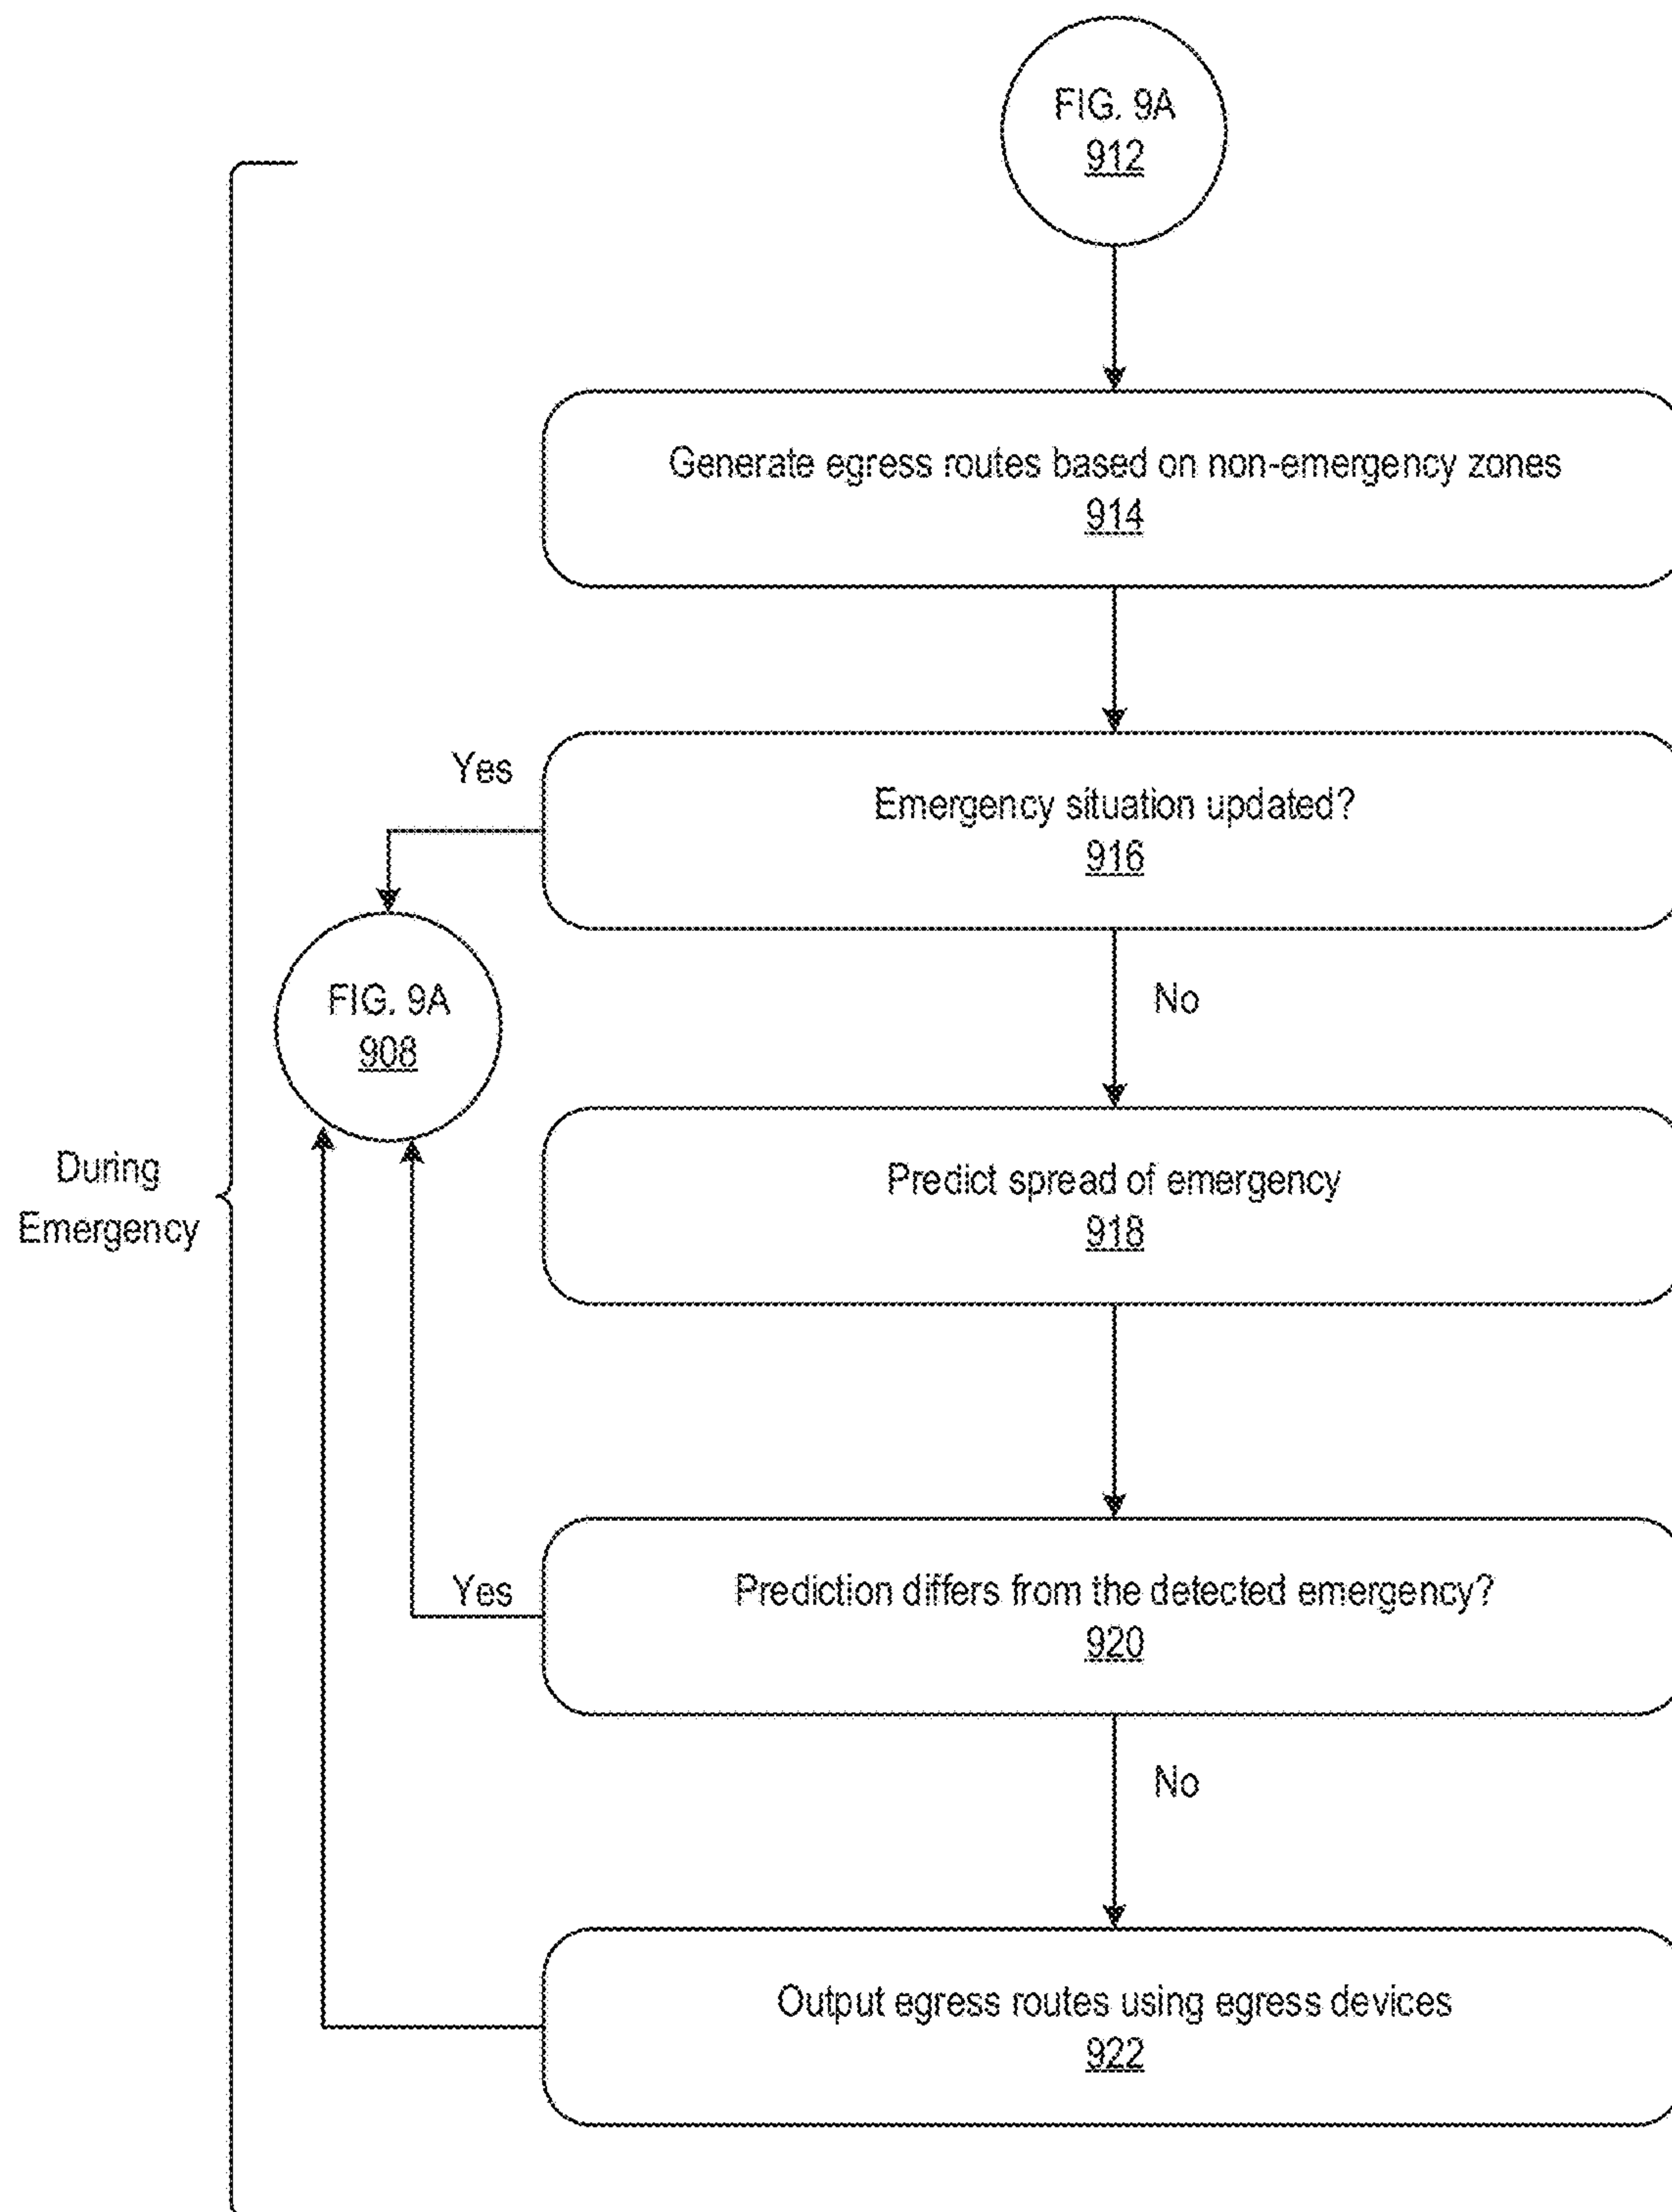 FIG. 9A
912
Generate egress routes based on non-emergency zones
914
Yes
Emergency situation updated?
916
FIG. 9A
908
No
During
Emergency
Predict spread of emergency
918
Yes
Prediction differs from the detected emergency?
920
No
Output egress routes using egress devices
922